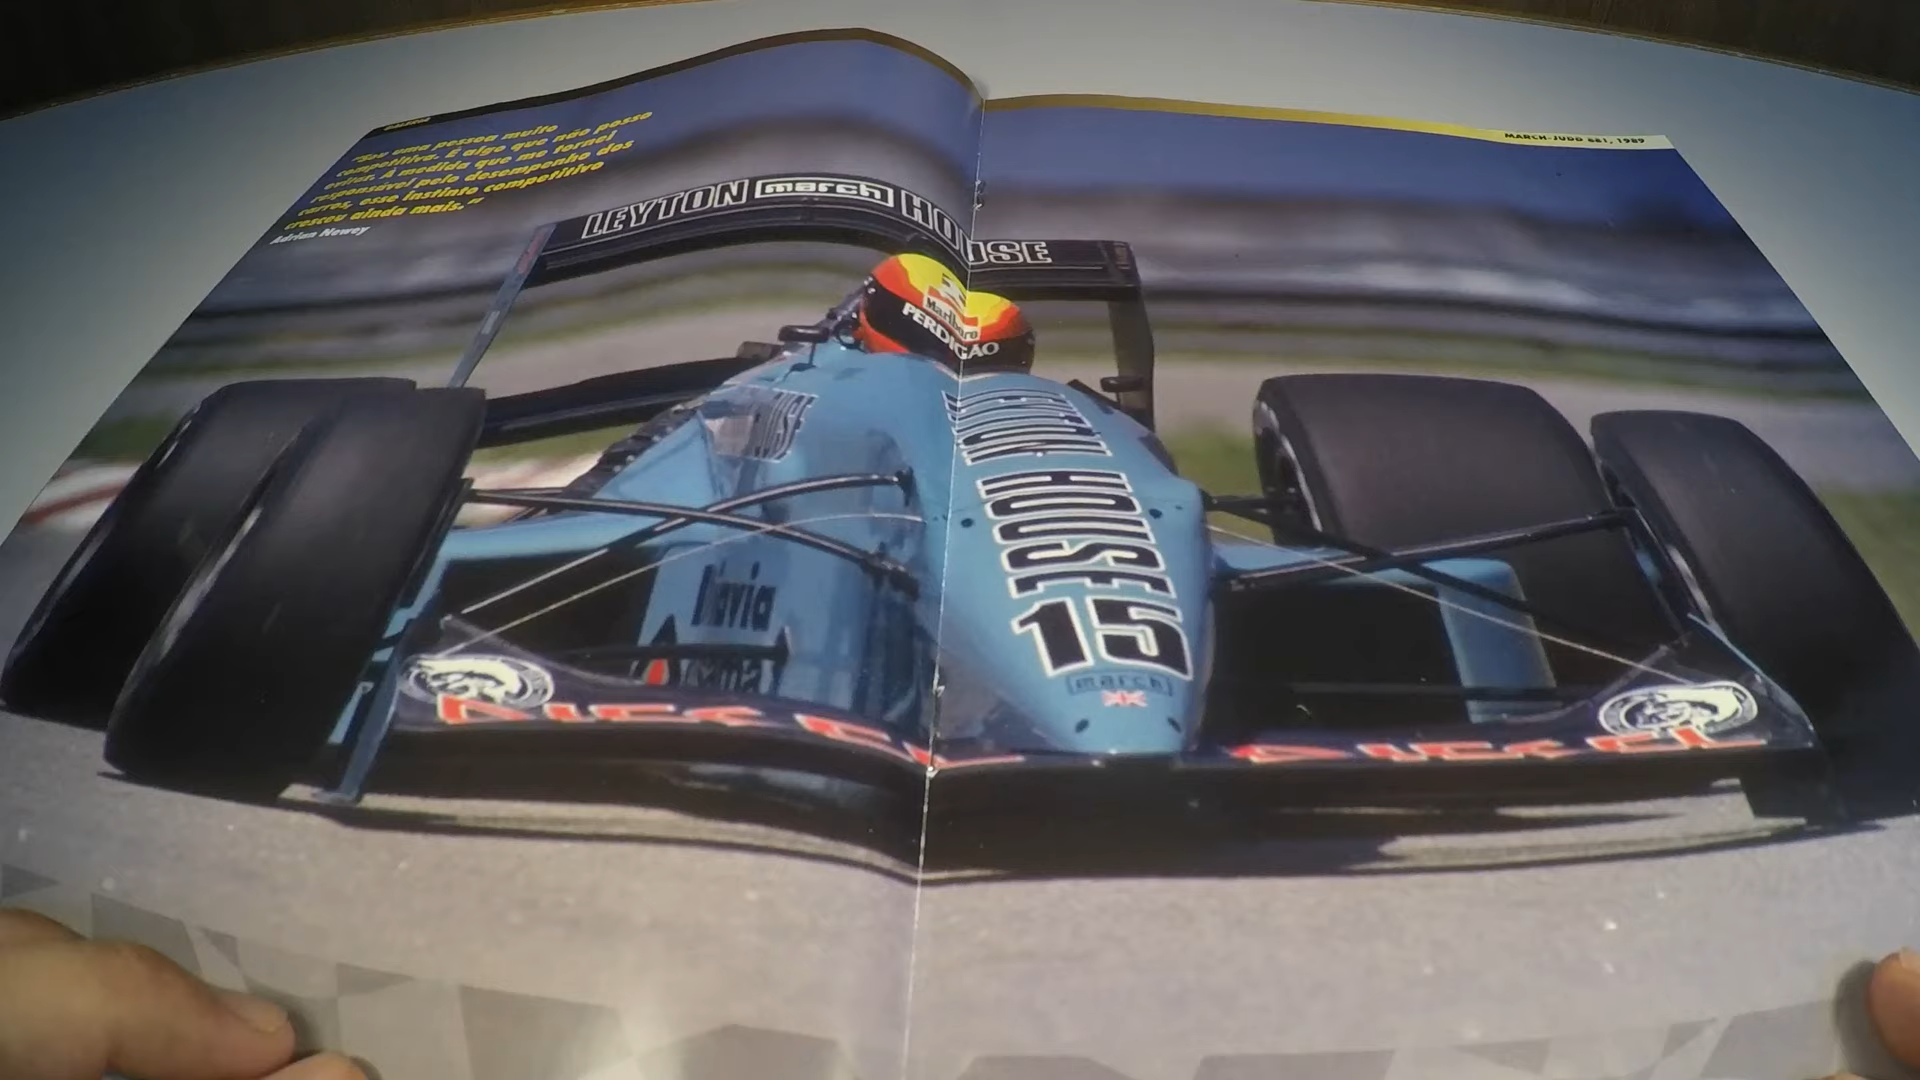 MARCH-JUDD 881, 1989
"Sou uma pessoa muito
competitiva. É algo que não posso
evitar. À medida que me tornei
responsável pelo desempenho dos
carros, esse instinto competitivo
cresceu ainda mais."
Adrian Newey
LEYTON march HOUSE
Marlboro
PERDIGÃO
LEYTON HOUSE
15
march